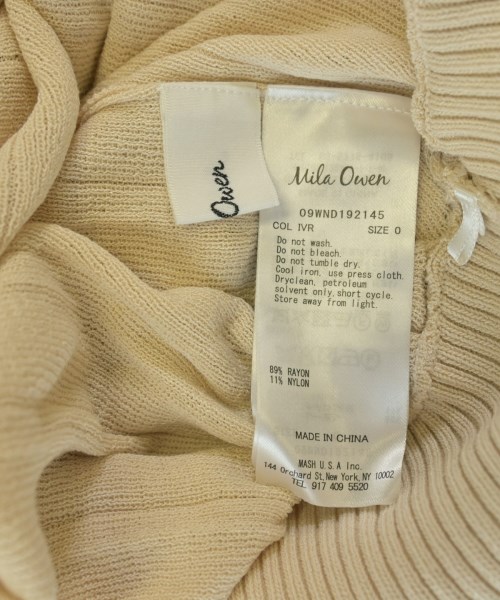 Owen
Mila Owen
09WND192145
COL IVR SIZE 0
Do not wash.
Do not bleach.
Do not tumble dry.
Cool iron, use press cloth.
Dryclean, petroleum
solvent only, short cycle.
Store away from light.
89% RAYON
11% NYLON
MADE IN CHINA
MASH U.S.A Inc.
144 Orchard St, New York, NY 10002
TEL 917 409 5520